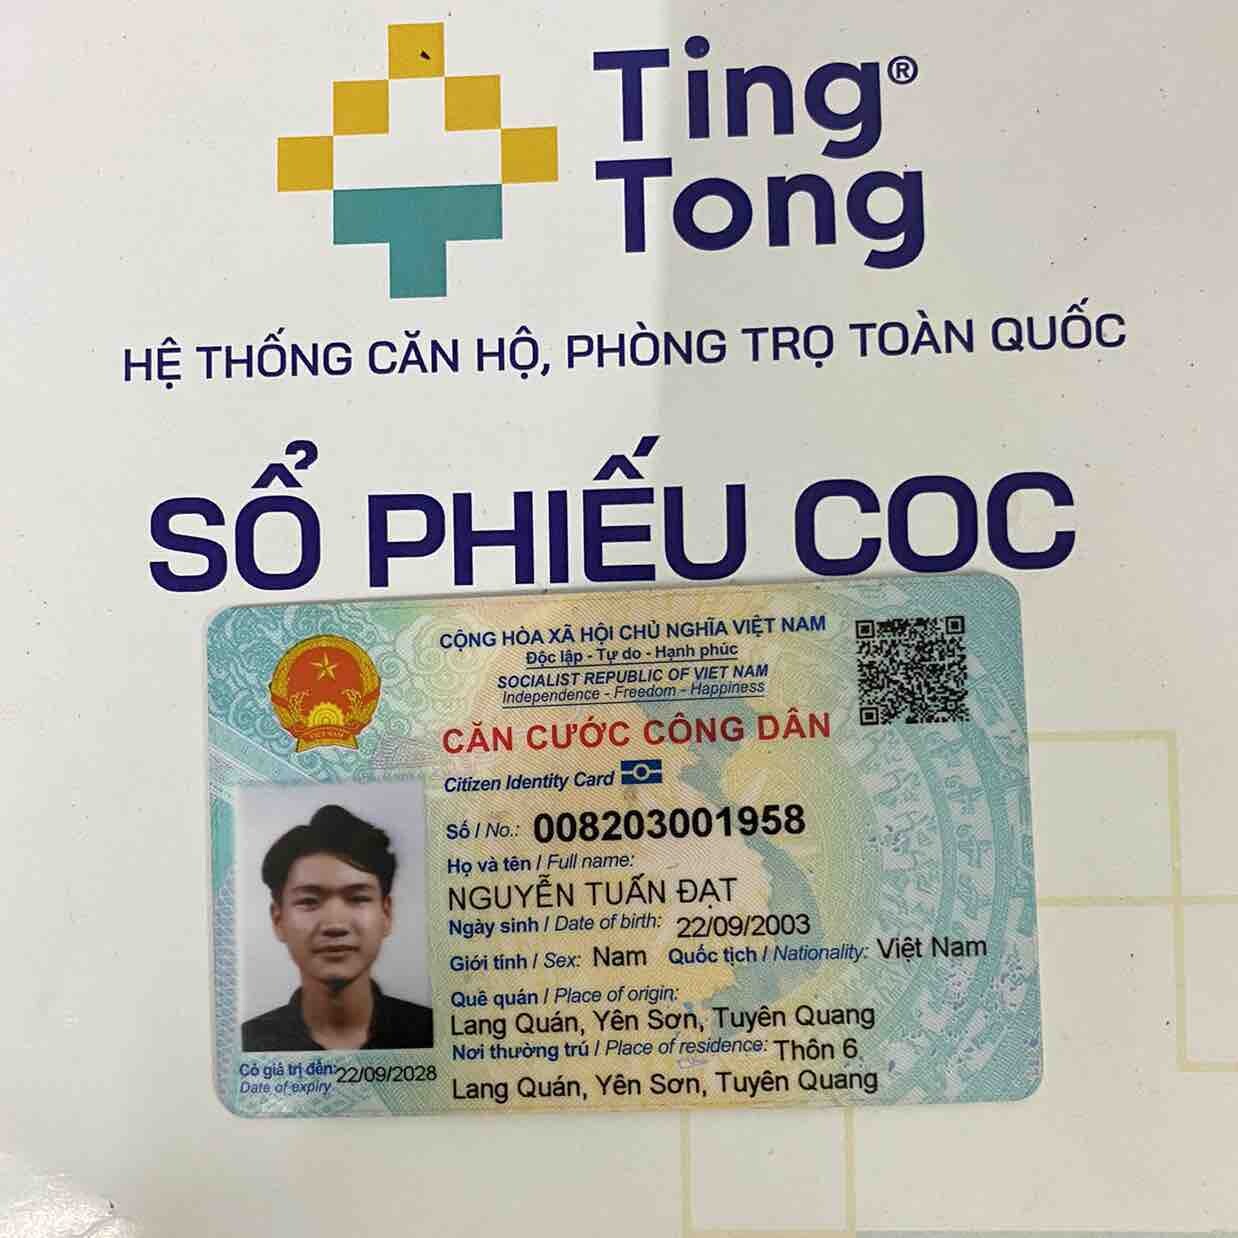 Ting®
Tong
HỆ THỐNG CĂN HỘ, PHÒNG TRỌ TOÀN QUỐC
SỔ PHIẾU CỌC
CỘNG HÒA XÃ HỘI CHỦ NGHĨA VIỆT NAM
Độc lập - Tự do - Hạnh phúc
SOCIALIST REPUBLIC OF VIET NAM
Independence - Freedom - Happiness
CĂN CƯỚC CÔNG DÂN
Citizen Identity Card
Số / No.: 008203001958
Họ và tên / Full name:
NGUYỄN TUẤN ĐẠT
Ngày sinh / Date of birth: 22/09/2003
Giới tính / Sex: Nam Quốc tịch / Nationality: Việt Nam
Quê quán / Place of origin:
Lang Quán, Yên Sơn, Tuyên Quang
Nơi thường trú / Place of residence: Thôn 6
Lang Quán, Yên Sơn, Tuyên Quang
Có giá trị đến: 22/09/2028
Date of expiry
VIỆT NAM